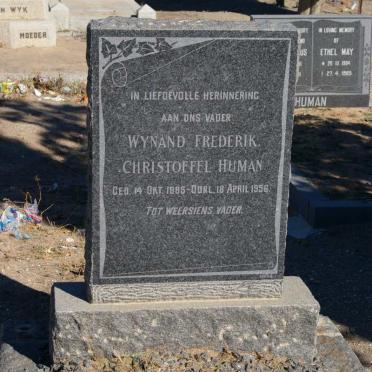 H WYK
MOEDER
IN LIEFDEVOLLE HERINNERING
AAN ONS VADER
WYNAND FREDERIK
CHRISTOFFEL HUMAN
GEB. 14 OKT. 1885 - OORL. 18 APRIL 1956.
TOT WEERSIENS VADER.
IN LOVING
MEMORY OF
ETHEL MAY
HUMAN